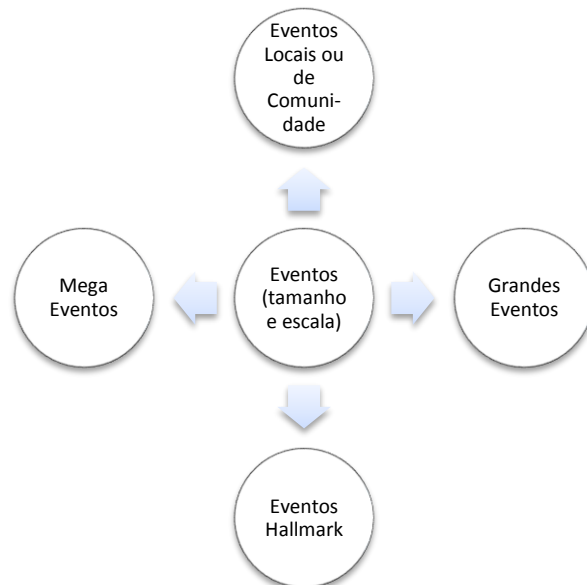 Eventos
Locais ou
de
Comuni-
dade
Mega
Eventos
Eventos
(tamanho
e escala)
Grandes
Eventos
Eventos
Hallmark